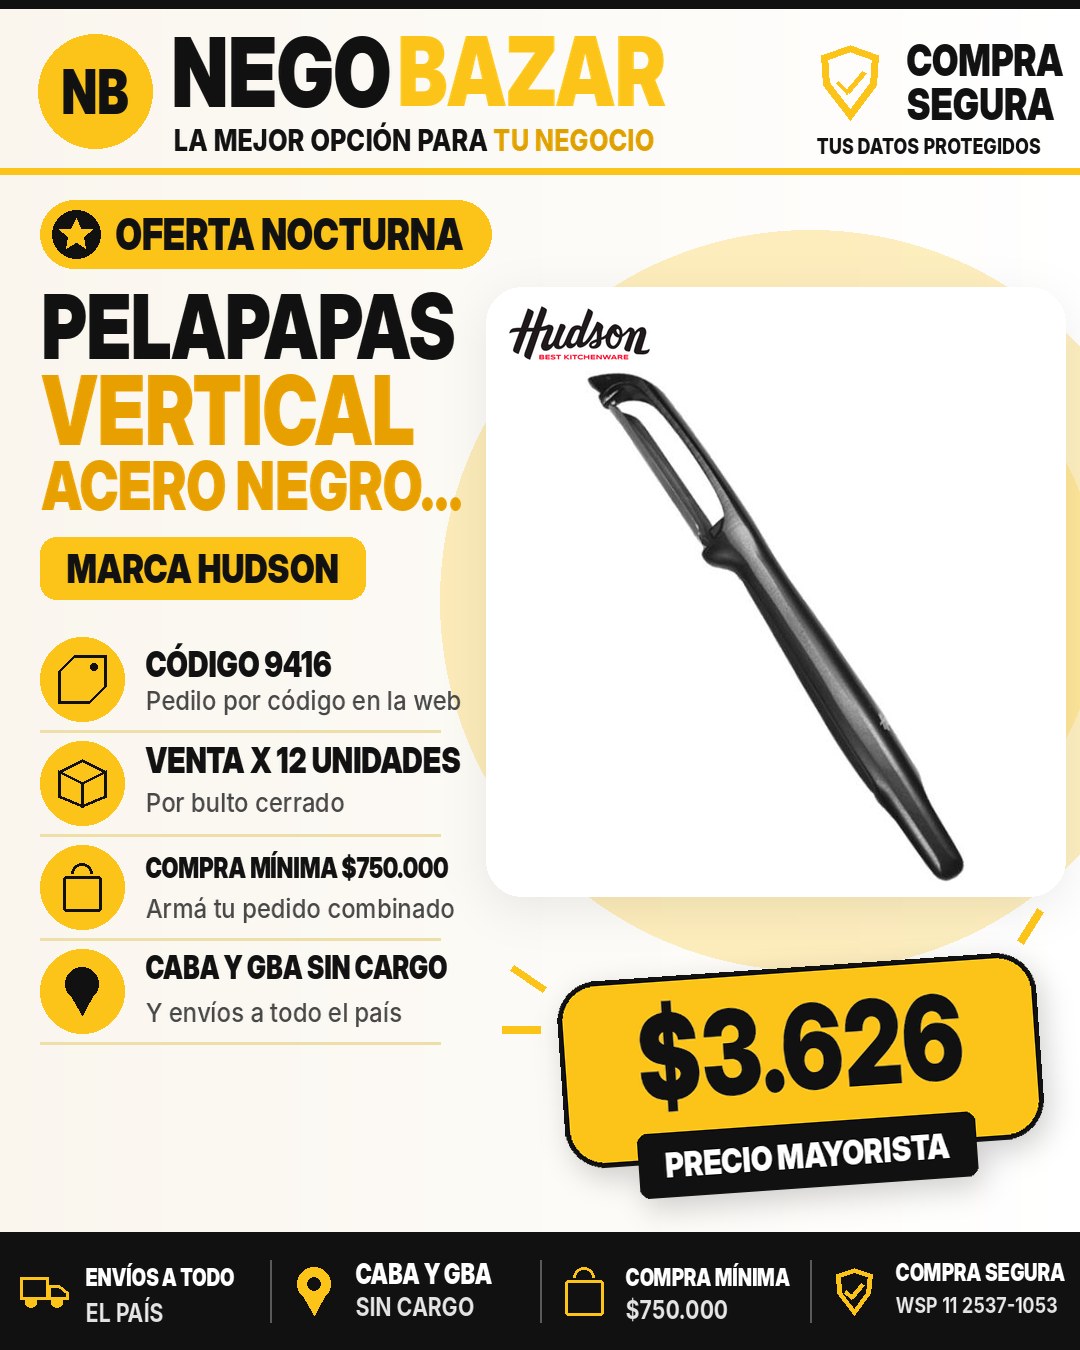 NB
NEGOBAZAR
LA MEJOR OPCIÓN PARA TU NEGOCIO
COMPRA
SEGURA
TUS DATOS PROTEGIDOS
OFERTA NOCTURNA
PELAPAPAS
VERTICAL
ACERO NEGRO...
MARCA HUDSON
Hudson
BEST KITCHENWARE
CÓDIGO 9416
Pedilo por código en la web
VENTA X 12 UNIDADES
Por bulto cerrado
COMPRA MÍNIMA $750.000
Armá tu pedido combinado
CABA Y GBA SIN CARGO
Y envíos a todo el país
$3.626
PRECIO MAYORISTA
ENVÍOS A TODO
EL PAÍS
CABA Y GBA
SIN CARGO
COMPRA MÍNIMA
$750.000
COMPRA SEGURA
WSP 11 2537-1053